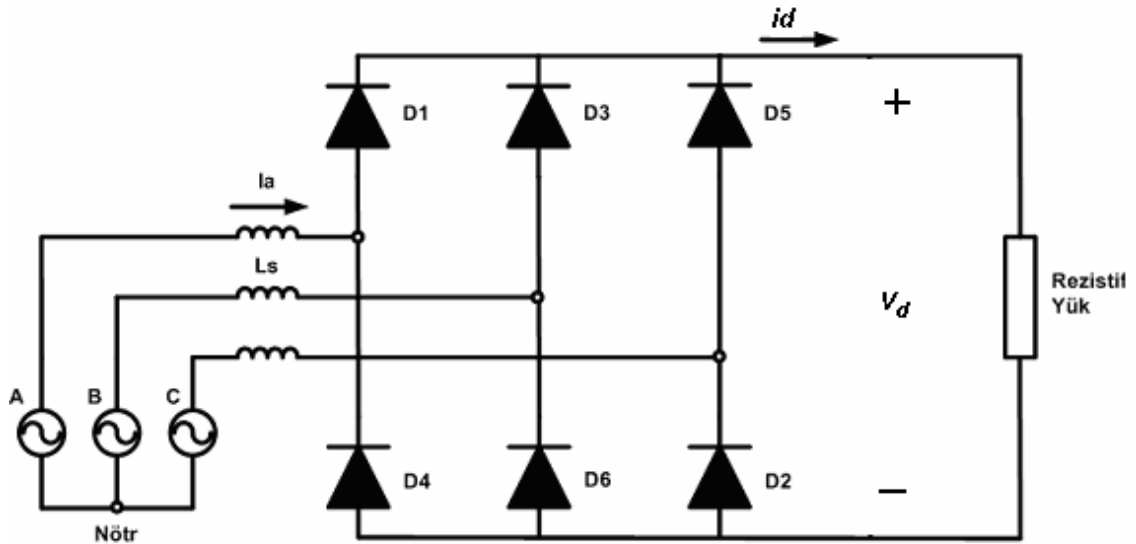 id
D1
D3
D5
+
Ia
Ls
Rezistif
Yük
Vd
A
B
C
D4
D6
D2
−
Nötr